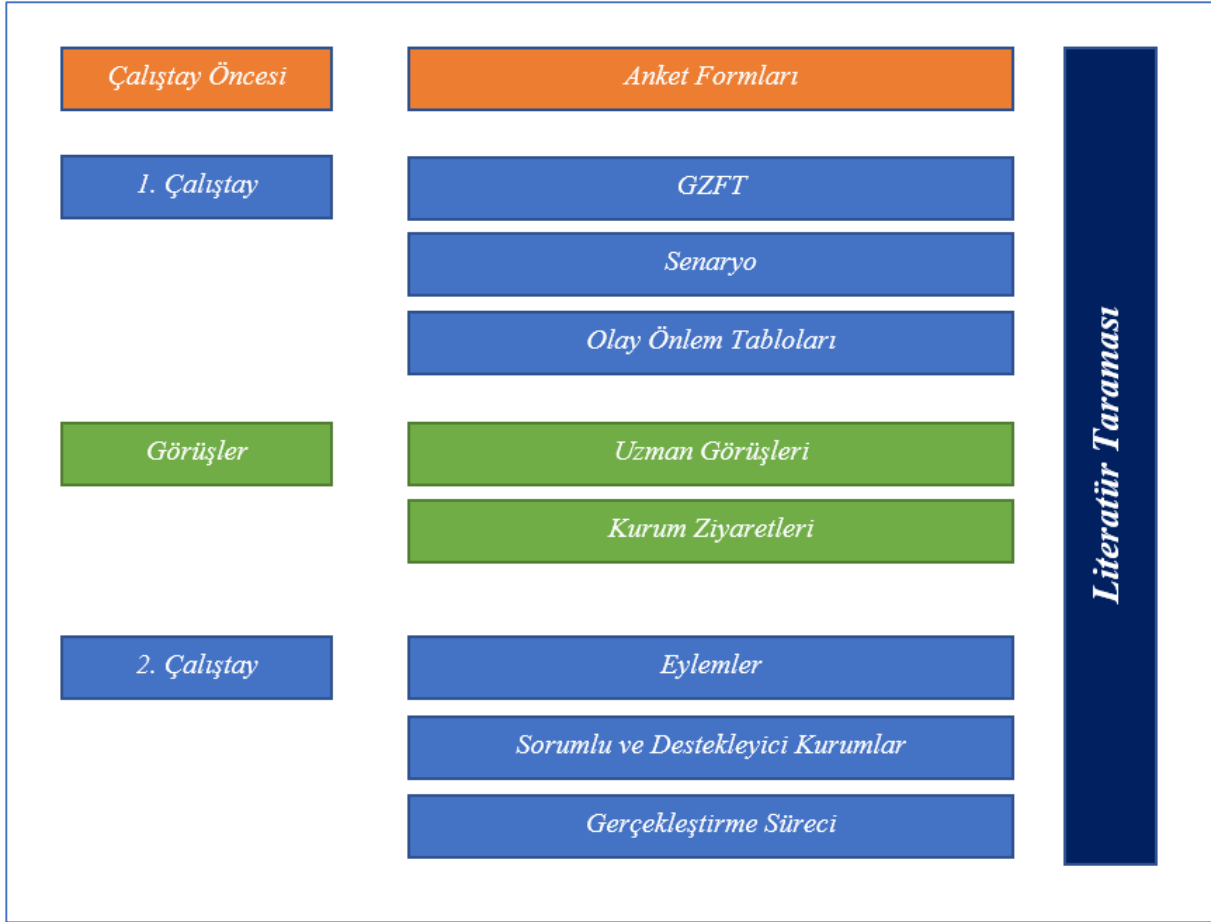 Çalıştay Öncesi
Anket Formları
1. Çalıştay
GZFT
Senaryo
Olay Önlem Tabloları
Görüşler
Uzman Görüşleri
Kurum Ziyaretleri
2. Çalıştay
Eylemler
Sorumlu ve Destekleyici Kurumlar
Gerçekleştirme Süreci
Literatür Taraması